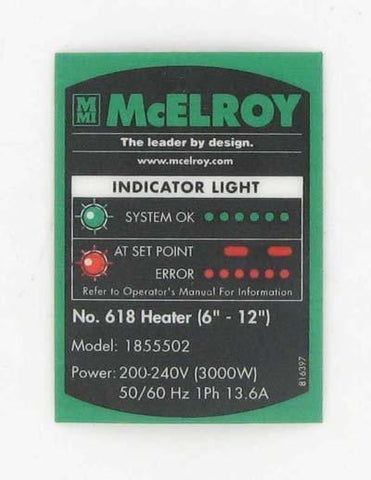 M
MI
McELROY
The leader by design.
www.mcelroy.com
INDICATOR LIGHT
SYSTEM OK
AT SET POINT
ERROR
Refer to Operator's Manual For Information
No. 618 Heater (6" - 12")
Model: 1855502
Power: 200-240V (3000W)
50/60 Hz 1Ph 13.6A
816397